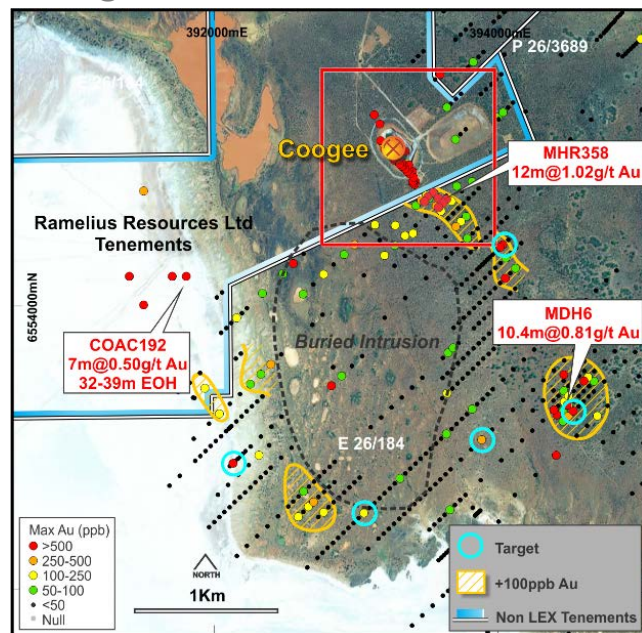 392000mE
394000mE
P 26/3689
Coogee
MHR358
12m@1.02g/t Au
Ramelius Resources Ltd
Tenements
6554000mN
COAC192
7m@0.50g/t Au
32-39m EOH
Buried Intrusion
MDH6
10.4m@0.81g/t Au
E 26/184
Max Au (ppb)
>500
250-500
100-250
50-100
<50
Null
NORTH
1Km
Target
+100ppb Au
Non LEX Tenements